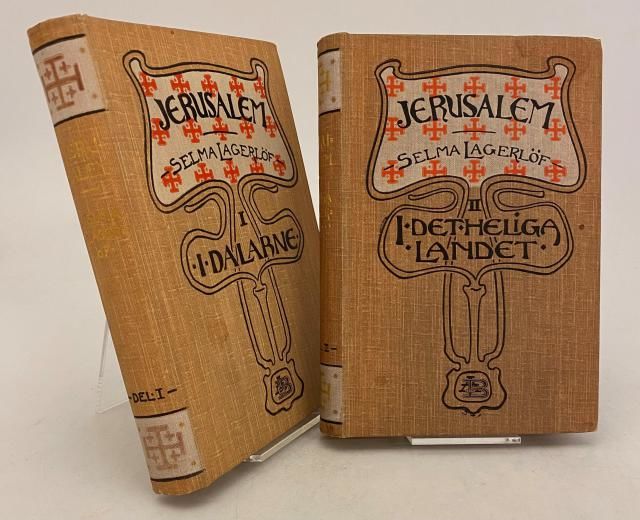 JERUSALEM
SELMA LAGERLÖF
I
I·DALARNE·
DEL·I
JERUSALEM
SELMA LAGERLÖF
II
I·DET·HELIGA
·LANDET·